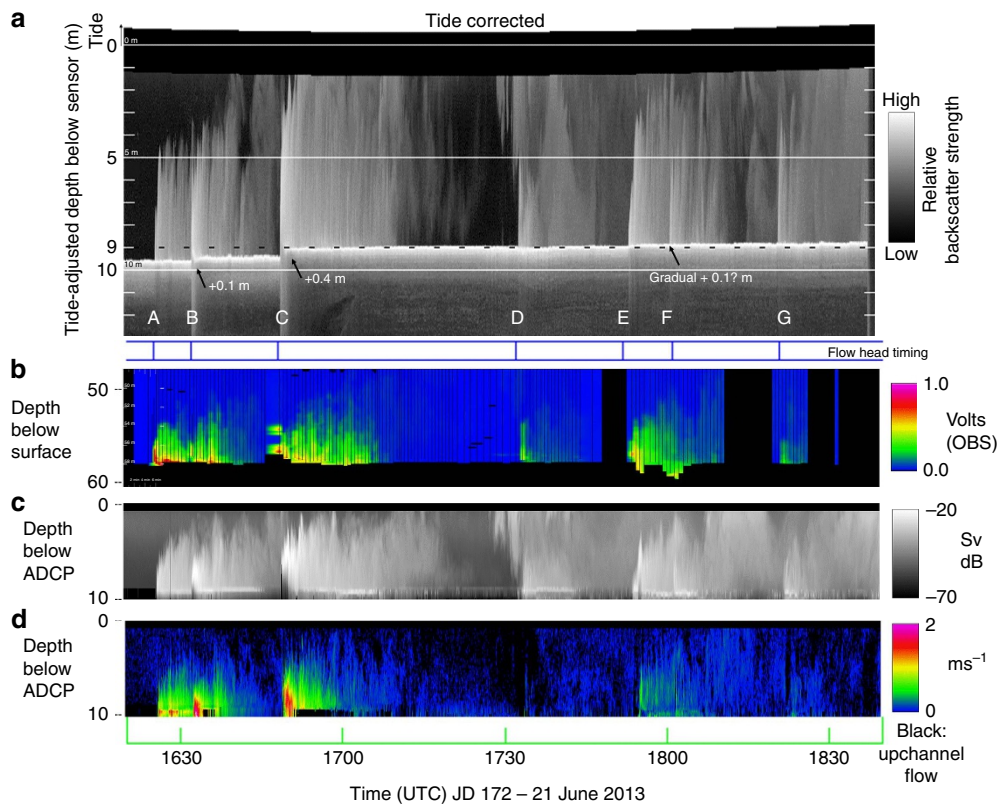 a
Tide corrected
Tide
0
0 m
Tide-adjusted depth below sensor (m)
5
5 m
9
10
10 m
+0.1 m
+0.4 m
Gradual + 0.1? m
A B C D E F G
High
Low
Relative
backscatter strength
Flow head timing
b
50
Depth
below
surface
60
1.0
0.0
Volts
(OBS)
c
0
Depth
below
ADCP
10
–20
–70
Sv
dB
d
0
Depth
below
ADCP
10
2
0
ms–1
Black:
upchannel
flow
1630 1700 1730 1800 1830
Time (UTC) JD 172 – 21 June 2013